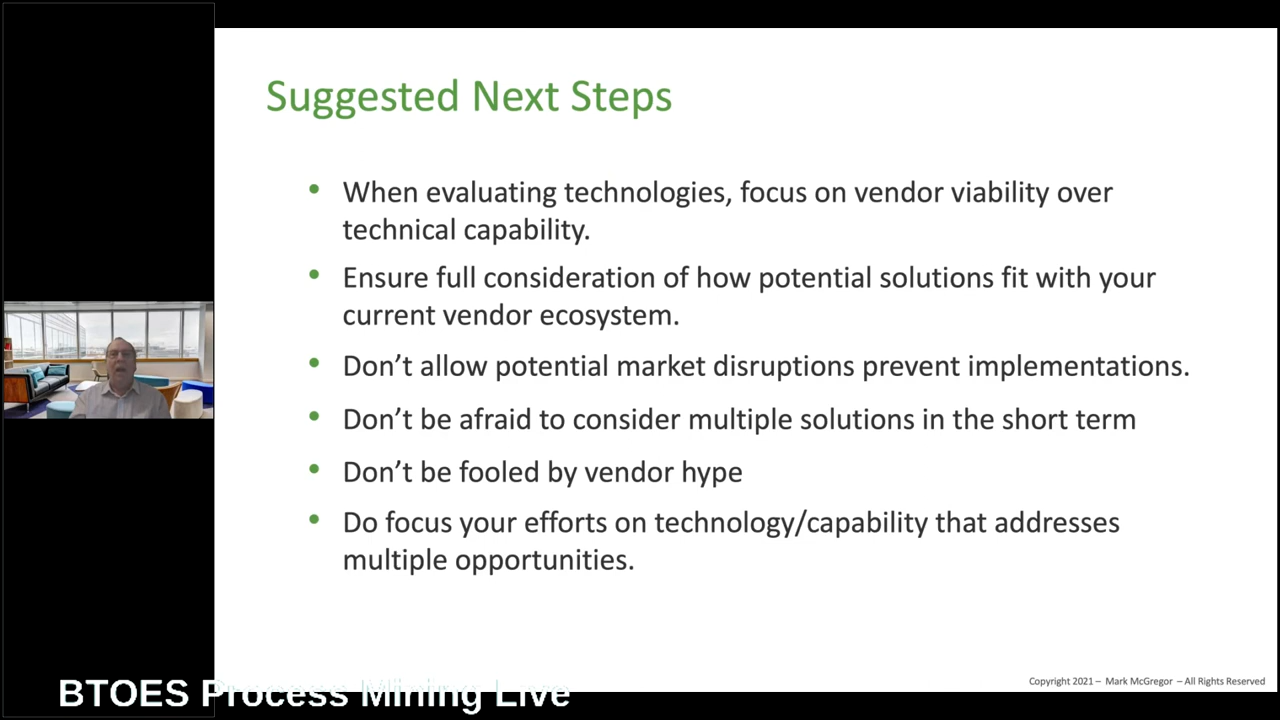 Suggested Next Steps
• When evaluating technologies, focus on vendor viability over
technical capability.
• Ensure full consideration of how potential solutions fit with your
current vendor ecosystem.
• Don’t allow potential market disruptions prevent implementations.
• Don’t be afraid to consider multiple solutions in the short term
• Don’t be fooled by vendor hype
• Do focus your efforts on technology/capability that addresses
multiple opportunities.
Copyright 2021 – Mark McGregor – All Rights Reserved
BTOES Process Mining Live